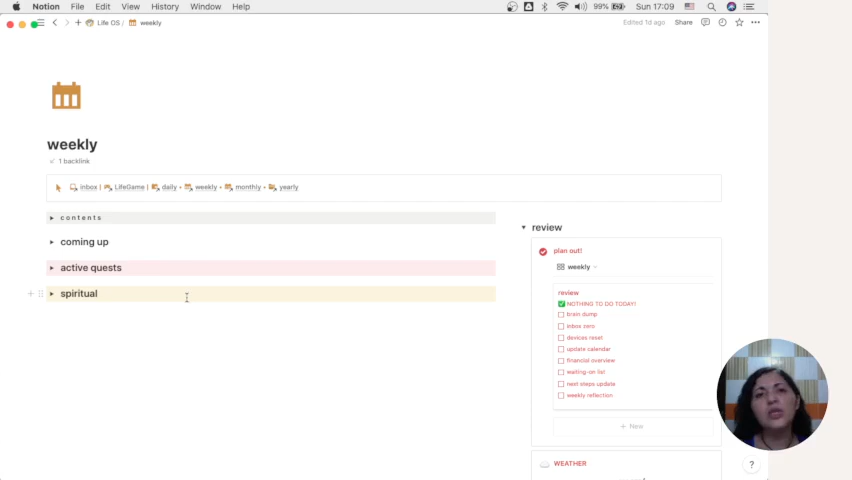 Notion File Edit View History Window Help 99% Sun 17:09
Life OS / weekly Edited 1d ago Share
weekly
1 backlink
inbox | LifeGame | daily • weekly • monthly • yearly
contents
coming up
active quests
spiritual
review
plan out!
weekly
review
NOTHING TO DO TODAY!
brain dump
inbox zero
devices reset
update calendar
financial overview
waiting-on list
next steps update
weekly reflection
+ New
WEATHER
?